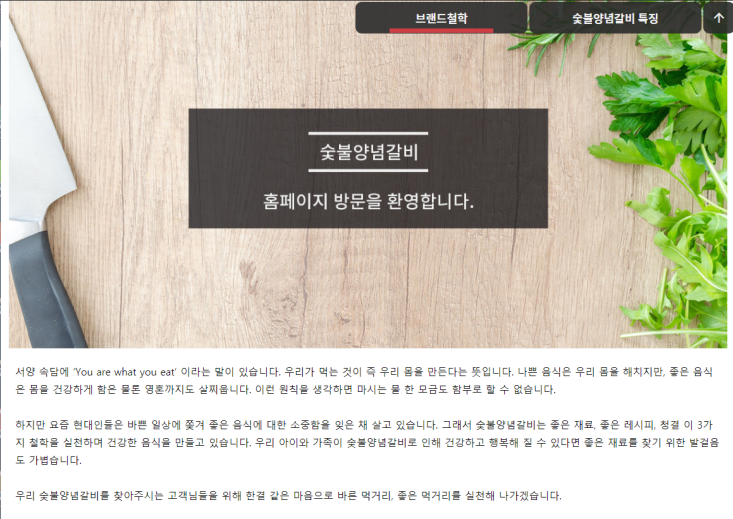 브랜드철학
숯불양념갈비 특징
숯불양념갈비
홈페이지 방문을 환영합니다.
서양 속담에 'You are what you eat' 이라는 말이 있습니다. 우리가 먹는 것이 즉 우리 몸을 만든다는 뜻입니다. 나쁜 음식은 우리 몸을 해치지만, 좋은 음식
은 몸을 건강하게 함은 물론 영혼까지도 살찌웁니다. 이런 원칙을 생각하면 마시는 물 한 모금도 함부로 할 수 없습니다.
하지만 요즘 현대인들은 바쁜 일상에 쫓겨 좋은 음식에 대한 소중함을 잊은 채 살고 있습니다. 그래서 숯불양념갈비는 좋은 재료, 좋은 레시피, 청결 이 3가
지 철학을 실천하며 건강한 음식을 만들고 있습니다. 우리 아이와 가족이 숯불양념갈비로 인해 건강하고 행복해 질 수 있다면 좋은 재료를 찾기 위한 발걸음
도 가볍습니다.
우리 숯불양념갈비를 찾아주시는 고객님들을 위해 한결 같은 마음으로 바른 먹거리, 좋은 먹거리를 실천해 나가겠습니다.